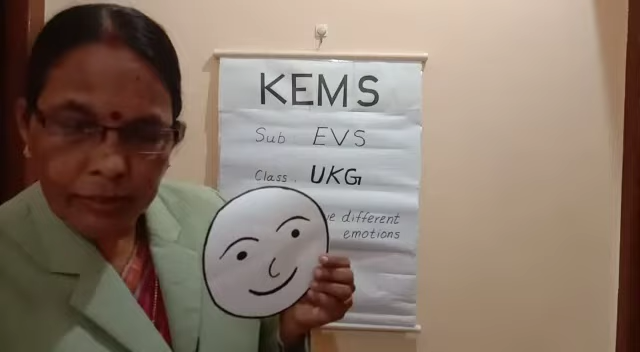 KEMS
Sub EVS
Class. UKG
different
emotions